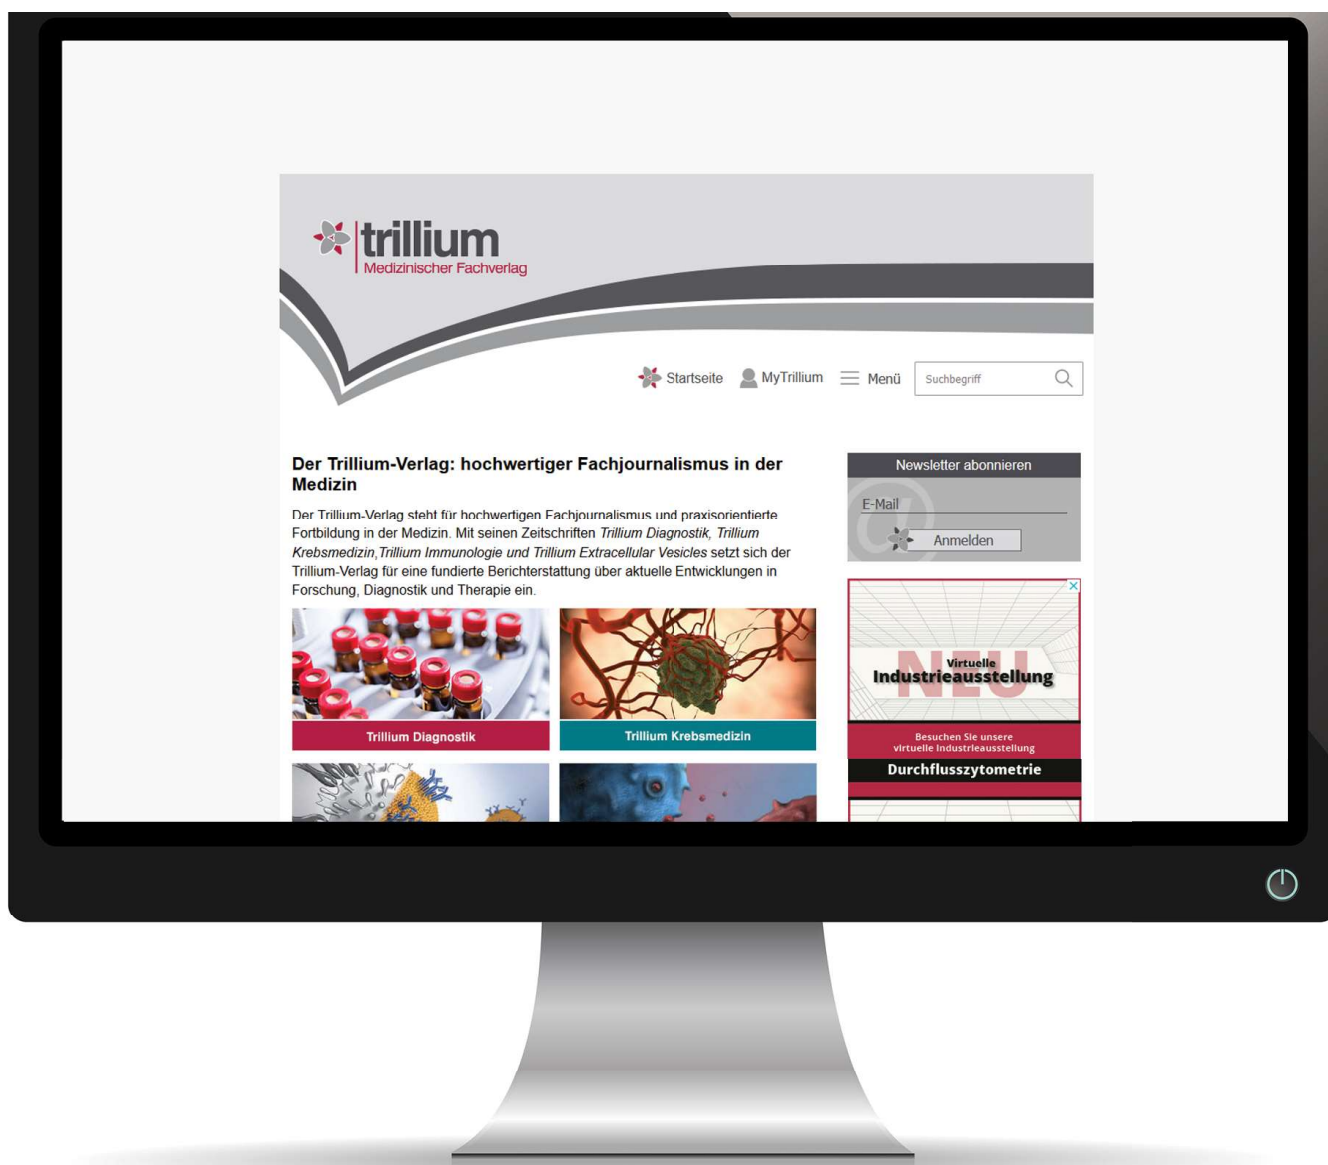 trillium
Medizinischer Fachverlag
Startseite
MyTrillium
Menü
Suchbegriff
Der Trillium-Verlag: hochwertiger Fachjournalismus in der
Medizin
Der Trillium-Verlag steht für hochwertigen Fachjournalismus und praxisorientierte
Fortbildung in der Medizin. Mit seinen Zeitschriften Trillium Diagnostik, Trillium
Krebsmedizin,Trillium Immunologie und Trillium Extracellular Vesicles setzt sich der
Trillium-Verlag für eine fundierte Berichterstattung über aktuelle Entwicklungen in
Forschung, Diagnostik und Therapie ein.
Trillium Diagnostik
Trillium Krebsmedizin
Newsletter abonnieren
@
E-Mail
Anmelden
NEU
Virtuelle
Industrieausstellung
Besuchen Sie unsere
virtuelle Industrieausstellung
Durchflusszytometrie